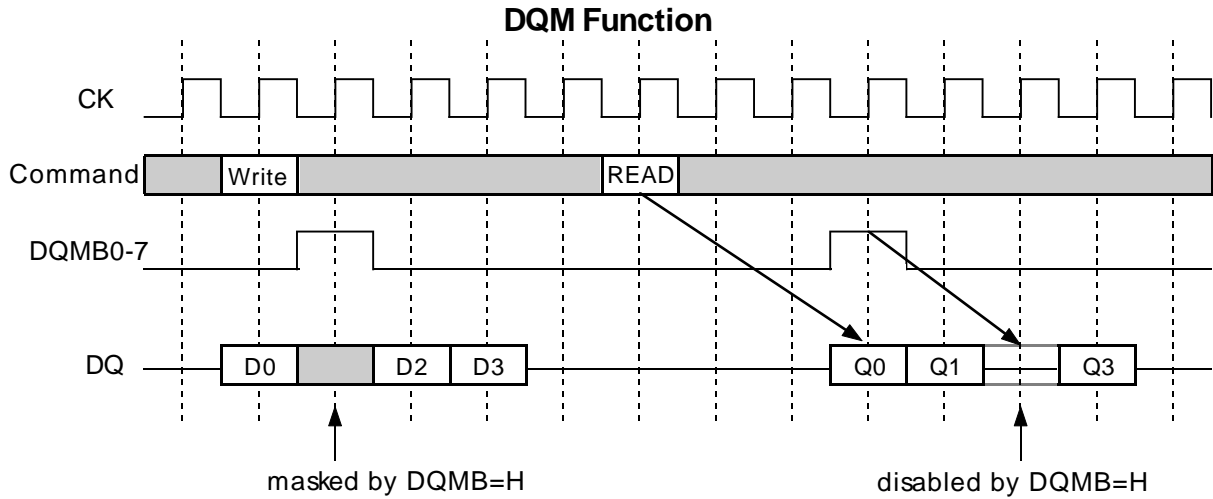 DQM Function
CK
Command Write READ
DQMB0-7
DQ D0 D2 D3 Q0 Q1 Q3
masked by DQMB=H disabled by DQMB=H